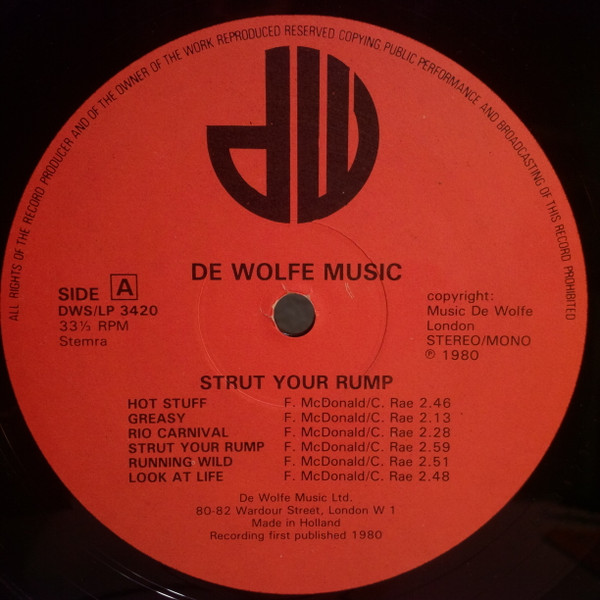 ALL RIGHTS OF THE RECORD PRODUCER AND OF THE OWNER OF THE WORK REPRODUCED RESERVED COPYING, PUBLIC PERFORMANCE AND BROADCASTING OF THIS RECORD PROHIBITED
dW
DE WOLFE MUSIC
SIDE A
DWS/LP 3420
33⅓ RPM
Stemra
copyright:
Music De Wolfe
London
STEREO/MONO
℗ 1980
STRUT YOUR RUMP
HOT STUFF F. McDonald/C. Rae 2.46
GREASY F. McDonald/C. Rae 2.13
RIO CARNIVAL F. McDonald/C. Rae 2.28
STRUT YOUR RUMP F. McDonald/C. Rae 2.59
RUNNING WILD F. McDonald/C. Rae 2.51
LOOK AT LIFE F. McDonald/C. Rae 2.48
De Wolfe Music Ltd.
80-82 Wardour Street, London W 1
Made in Holland
Recording first published 1980